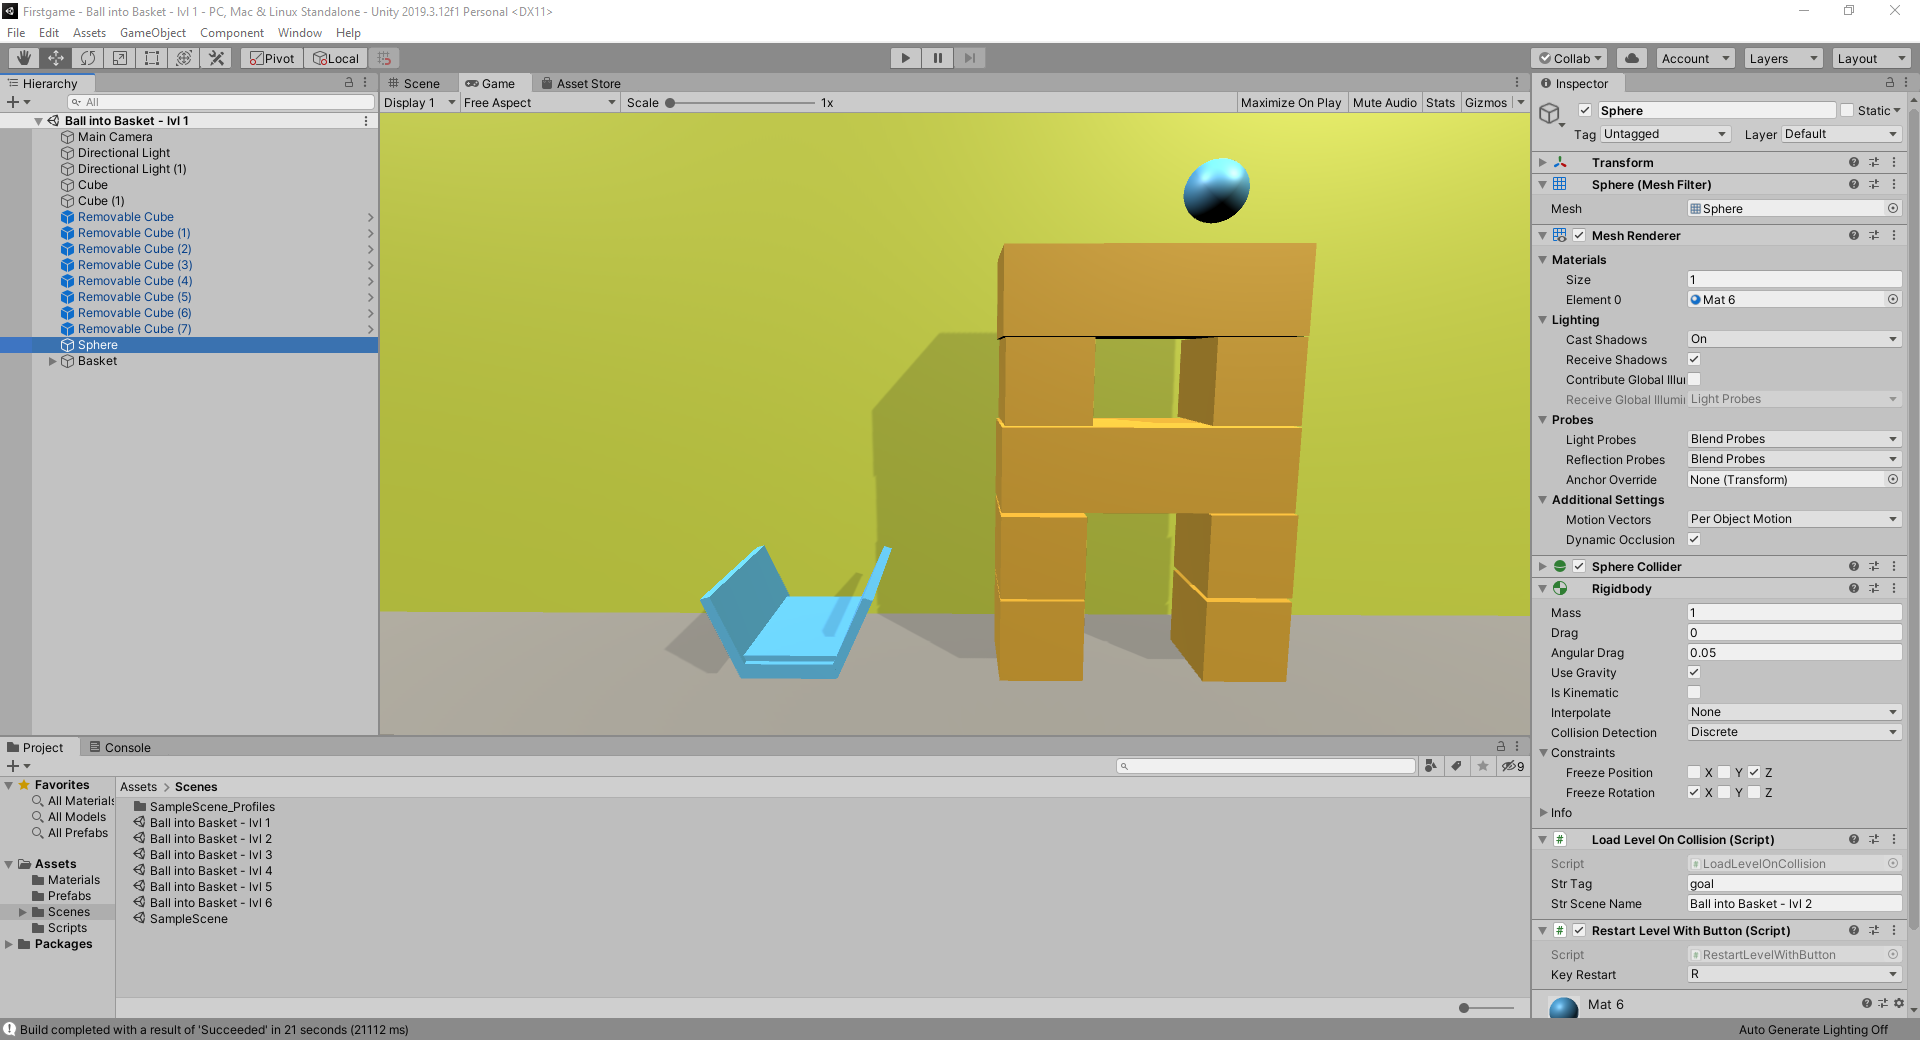 Firstgame - Ball into Basket - lvl 1 - PC, Mac & Linux Standalone - Unity 2019.3.12f1 Personal <DX11>
File Edit Assets GameObject Component Window Help
Pivot Local Collab Account Layers Layout
Hierarchy
All
Ball into Basket - lvl 1
Main Camera
Directional Light
Directional Light (1)
Cube
Cube (1)
Removable Cube
Removable Cube (1)
Removable Cube (2)
Removable Cube (3)
Removable Cube (4)
Removable Cube (5)
Removable Cube (6)
Removable Cube (7)
Sphere
Basket
Scene Game Asset Store
Display 1 Free Aspect Scale 1x Maximize On Play Mute Audio Stats Gizmos
Inspector
Sphere Static
Tag Untagged Layer Default
Transform
Sphere (Mesh Filter)
Mesh Sphere
Mesh Renderer
Materials
Size 1
Element 0 Mat 6
Lighting
Cast Shadows On
Receive Shadows
Contribute Global Illu
Receive Global Illumi Light Probes
Probes
Light Probes Blend Probes
Reflection Probes Blend Probes
Anchor Override None (Transform)
Additional Settings
Motion Vectors Per Object Motion
Dynamic Occlusion
Sphere Collider
Rigidbody
Mass 1
Drag 0
Angular Drag 0.05
Use Gravity
Is Kinematic
Interpolate None
Collision Detection Discrete
Constraints
Freeze Position X Y Z
Freeze Rotation X Y Z
Info
Load Level On Collision (Script)
Script LoadLevelOnCollision
Str Tag goal
Str Scene Name Ball into Basket - lvl 2
Restart Level With Button (Script)
Script RestartLevelWithButton
Key Restart R
Mat 6
Project Console
9
Favorites
All Materials
All Models
All Prefabs
Assets
Materials
Prefabs
Scenes
Scripts
Packages
Assets > Scenes
SampleScene_Profiles
Ball into Basket - lvl 1
Ball into Basket - lvl 2
Ball into Basket - lvl 3
Ball into Basket - lvl 4
Ball into Basket - lvl 5
Ball into Basket - lvl 6
SampleScene
Build completed with a result of 'Succeeded' in 21 seconds (21112 ms)
Auto Generate Lighting Off